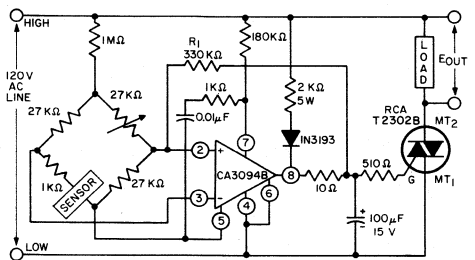 HIGH
120V
AC
LINE
1MΩ
27KΩ
27KΩ
1KΩ
SENSOR
27KΩ
R1
330KΩ
180KΩ
1KΩ
0.01μF
2KΩ
5W
IN3193
7
2
+
3
−
CA3094B
8
6
5
4
10Ω
510Ω
+
100μF
−
15 V
LOAD
EOUT
RCA
T2302B
MT2
G
MT1
LOW